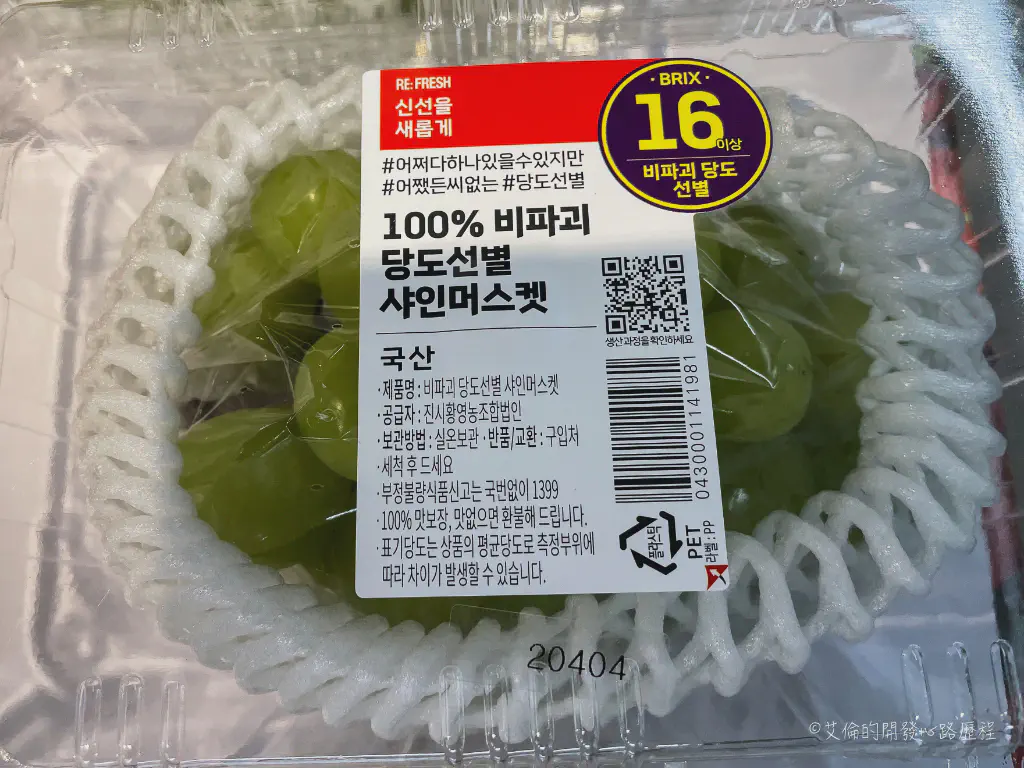 RE: FRESH
신선을
새롭게
· BRIX ·
16이상
비파괴 당도
선별
#어쩌다하나있을수있지만
#어쨌든씨없는 #당도선별
100% 비파괴
당도선별
샤인머스켓
생산과정을확인하세요
국산
·제품명 : 비파괴 당도선별 샤인머스켓
·공급자 : 진시황영농조합법인
·보관방법 : 실온보관 · 반품/교환 : 구입처
·세척 후 드세요
·부정불량식품신고는 국번없이 1399
·100% 맛보장, 맛없으면 환불해 드립니다.
·표기당도는 상품의 평균당도로 측정부위에
따라 차이가 발생할 수 있습니다.
0430001141981
플라스틱
PET
라벨 : PP
20404
©艾倫的開發心路歷程